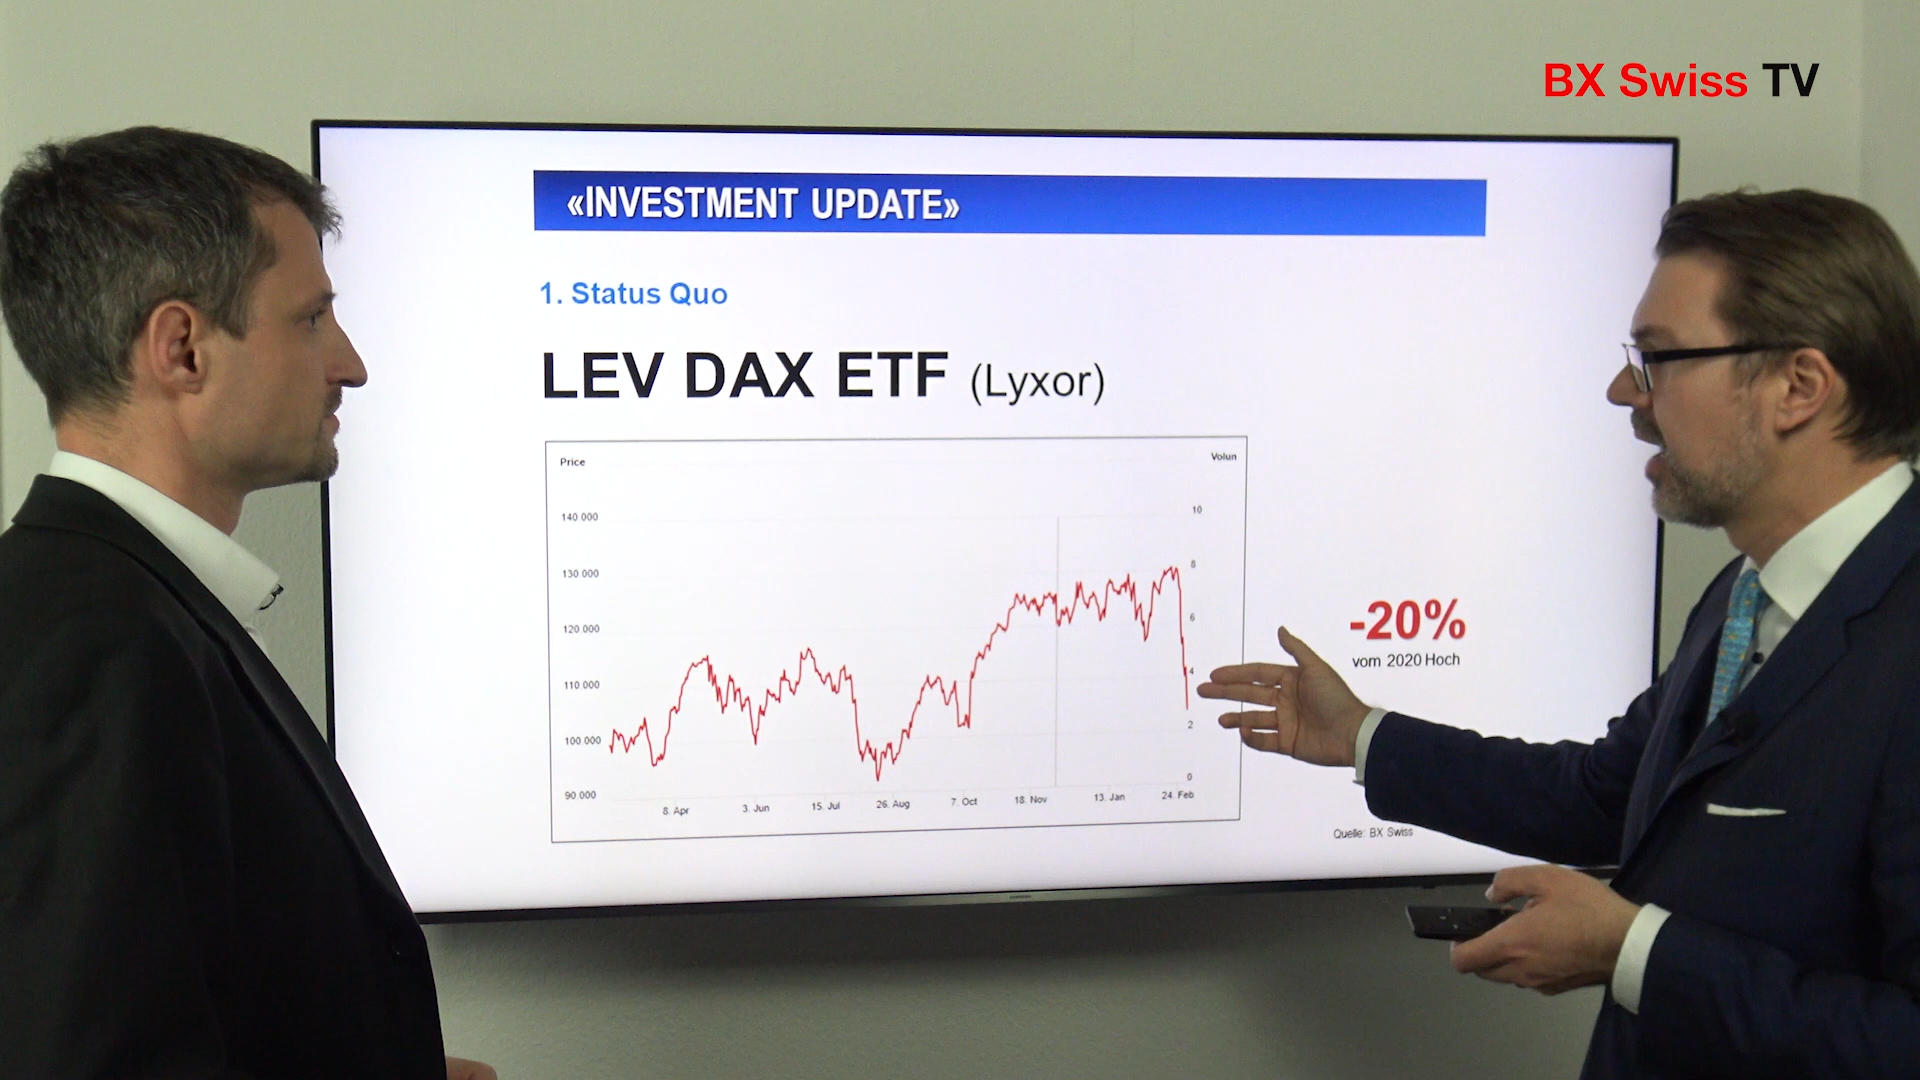 BX Swiss TV
«INVESTMENT UPDATE»
1. Status Quo
LEV DAX ETF (Lyxor)
Price
Volun
140 000
130 000
120 000
110 000
100 000
90 000
10
8
6
4
2
0
8. Apr
3. Jun
15. Jul
26. Aug
7. Oct
18. Nov
13. Jan
24. Feb
-20%
vom 2020 Hoch
Quelle: BX Swiss
SAMSUNG